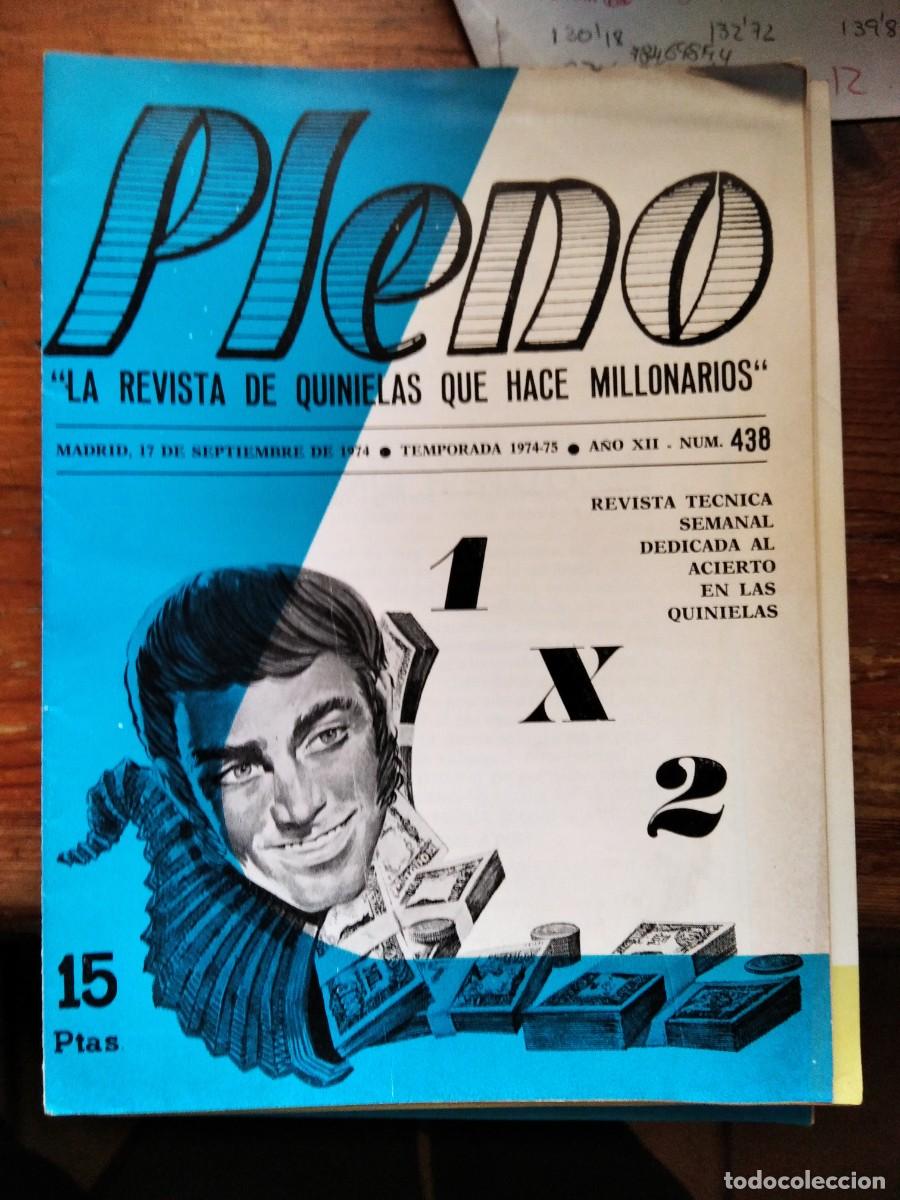 130'18 132'72 139'8
Pleno
"LA REVISTA DE QUINIELAS QUE HACE MILLONARIOS"
MADRID, 17 DE SEPTIEMBRE DE 1974 ● TEMPORADA 1974-75 ● AÑO XII - NUM. 438
REVISTA TECNICA
SEMANAL
DEDICADA AL
ACIERTO
EN LAS
QUINIELAS
1
X
2
15
Ptas.
todocoleccion